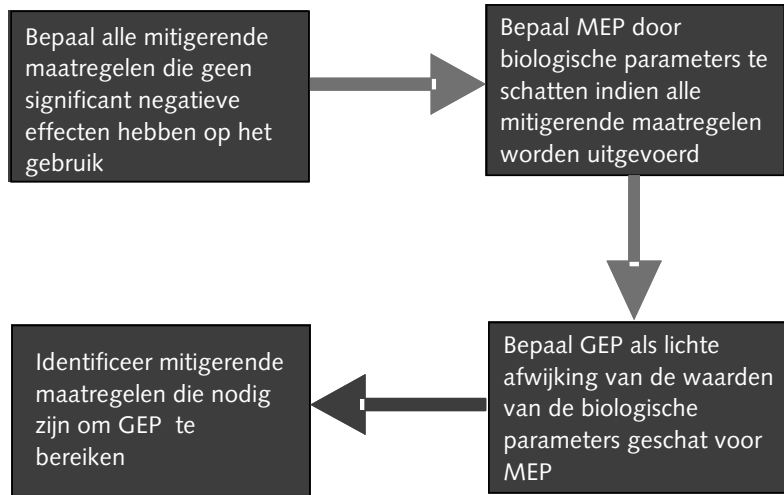 Bepaal alle mitigerende
maatregelen die geen
significant negatieve
effecten hebben op het
gebruik
Bepaal MEP door
biologische parameters te
schatten indien alle
mitigerende maatregelen
worden uitgevoerd
Bepaal GEP als lichte
afwijking van de waarden
van de biologische
parameters geschat voor
MEP
Identificeer mitigerende
maatregelen die nodig
zijn om GEP te
bereiken